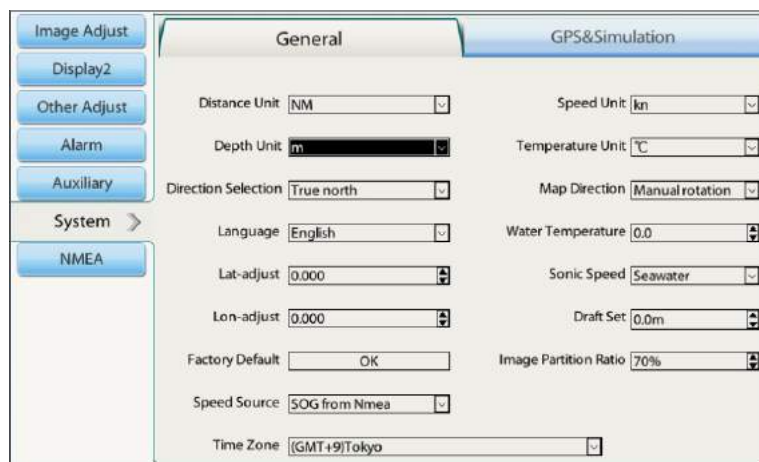 Image Adjust
Display2
Other Adjust
Alarm
Auxiliary
System
NMEA
General
GPS&Simulation
Distance Unit NM
Speed Unit kn
Depth Unit m
Temperature Unit ℃
Direction Selection True north
Map Direction Manual rotation
Language English
Water Temperature 0.0
Lat-adjust 0.000
Sonic Speed Seawater
Lon-adjust 0.000
Draft Set 0.0m
Factory Default OK
Image Partition Ratio 70%
Speed Source SOG from Nmea
Time Zone (GMT+9)Tokyo